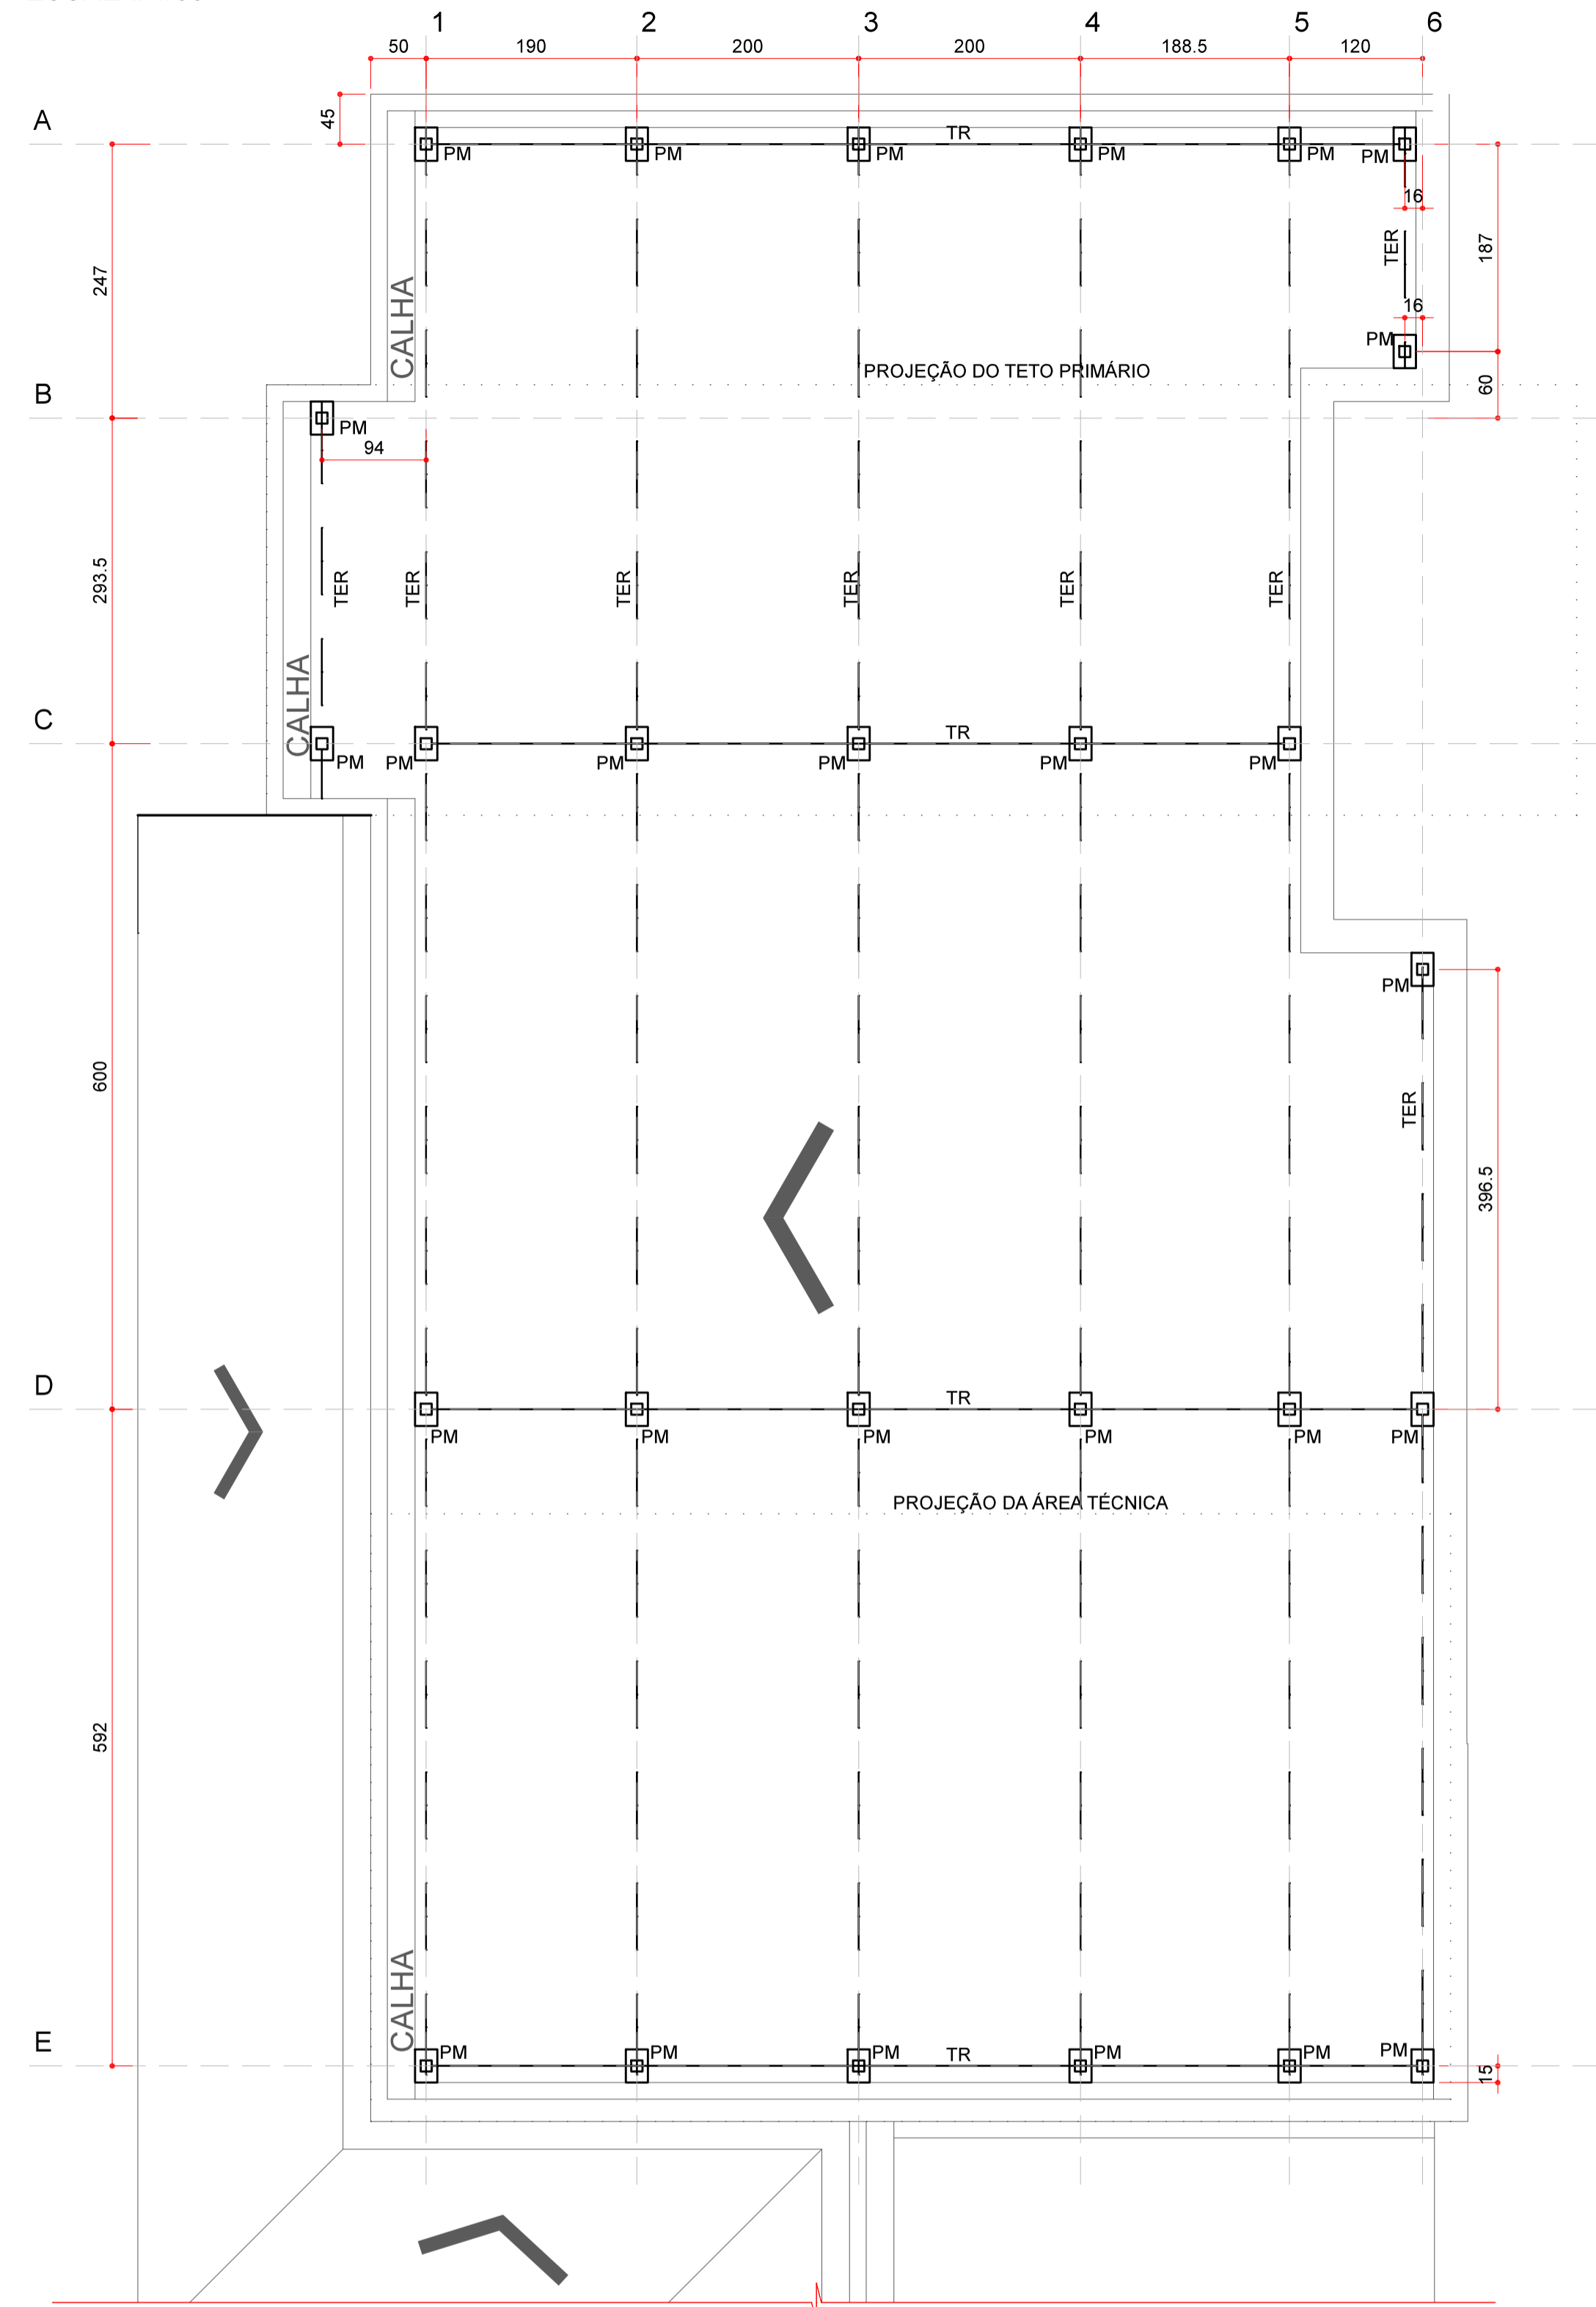 1 2 3 4 5 6
50 190 200 200 188.5 120
A
45
TR
PM PM PM PM PM PM
16
247
187
TER
CALHA
16
PM
PROJEÇÃO DO TETO PRIMÁRIO
60
B
PM
94
293.5
TER TER TER TER TER TER
CALHA
C
TR
PM PM PM PM PM PM
PM
600
TER
396.5
D
TR
PM PM PM PM PM PM
PROJEÇÃO DA ÁREA TÉCNICA
592
CALHA
E
PM PM PM PM PM PM
TR
15